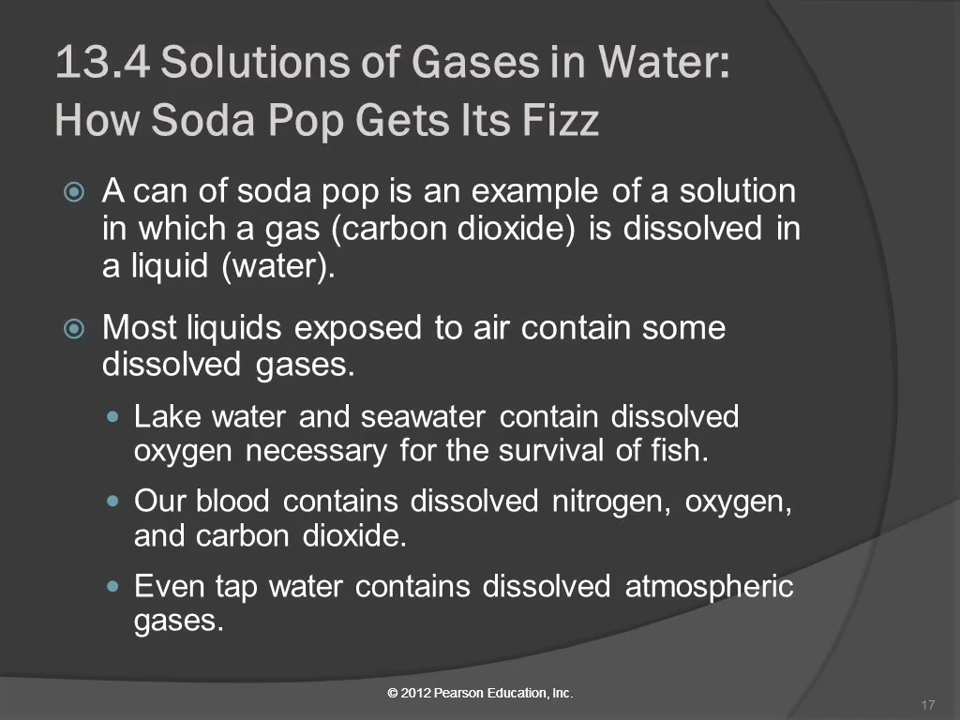 13.4 Solutions of Gases in Water:
How Soda Pop Gets Its Fizz
A can of soda pop is an example of a solution
in which a gas (carbon dioxide) is dissolved in
a liquid (water).
Most liquids exposed to air contain some
dissolved gases.
Lake water and seawater contain dissolved
oxygen necessary for the survival of fish.
Our blood contains dissolved nitrogen, oxygen,
and carbon dioxide.
Even tap water contains dissolved atmospheric
gases.
© 2012 Pearson Education, Inc.
17